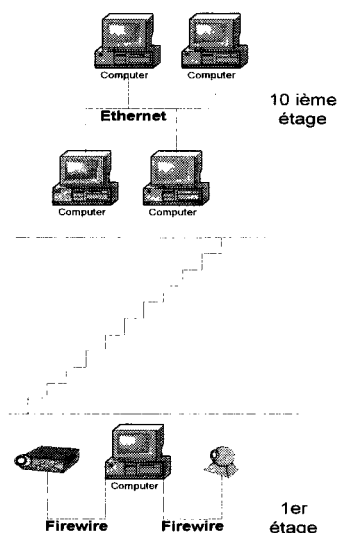 Computer Computer
10 ième
étage
Ethernet
Computer Computer
Computer
1er
étage
Firewire Firewire